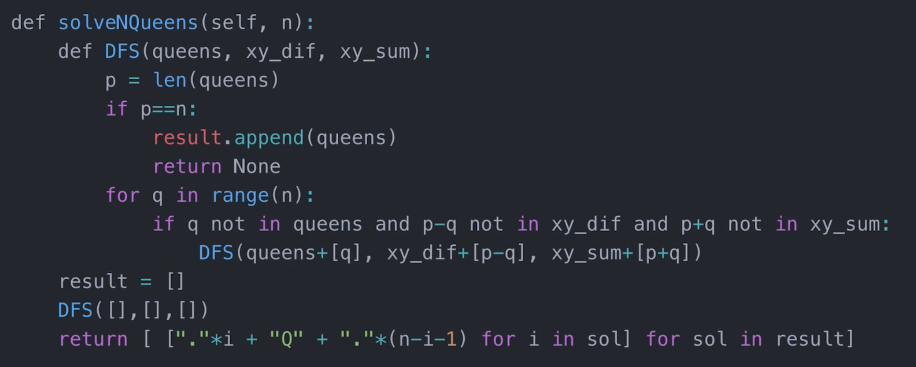 def solveNQueens(self, n):
    def DFS(queens, xy_dif, xy_sum):
        p = len(queens)
        if p==n:
            result.append(queens)
            return None
        for q in range(n):
            if q not in queens and p-q not in xy_dif and p+q not in xy_sum:
                DFS(queens+[q], xy_dif+[p-q], xy_sum+[p+q])
    result = []
    DFS([],[],[])
    return [ ["."*i + "Q" + "."*(n-i-1) for i in sol] for sol in result]